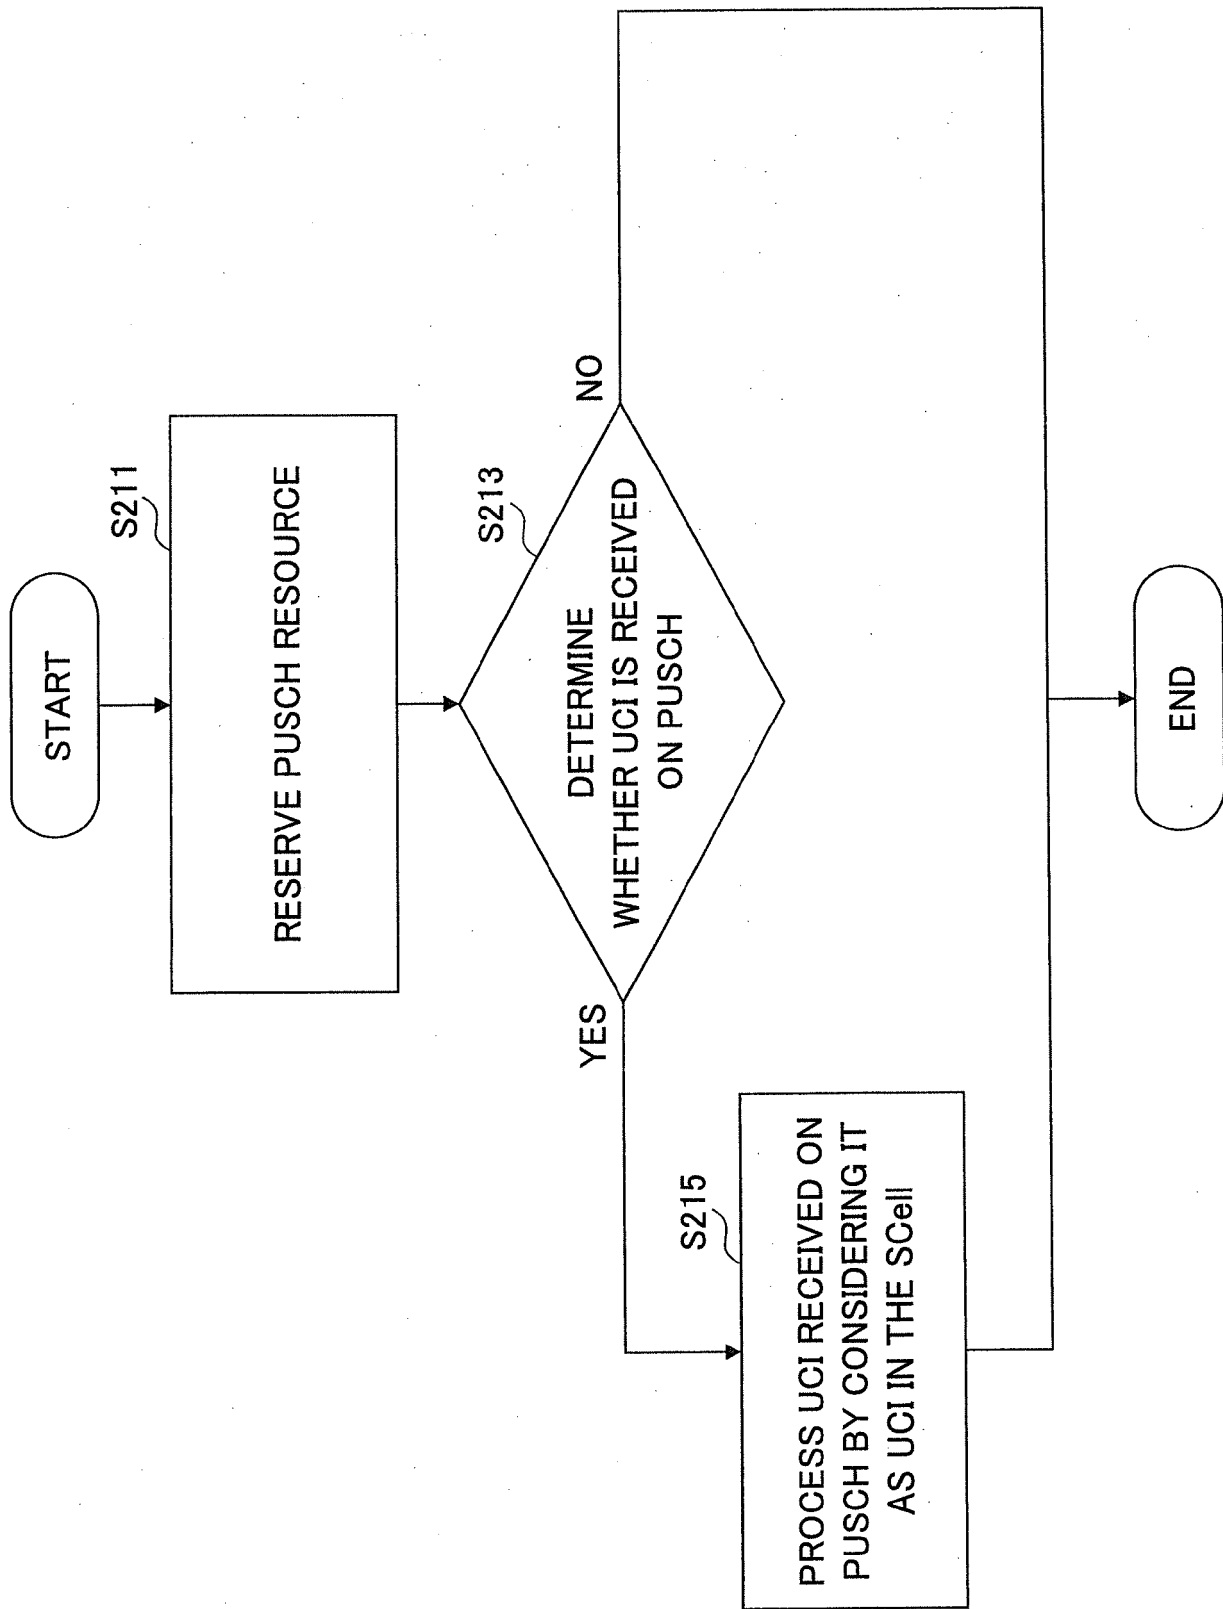 START
S211
RESERVE PUSCH RESOURCE
S213
DETERMINE
WHETHER UCI IS RECEIVED
ON PUSCH
YES
NO
S215
PROCESS UCI RECEIVED ON
PUSCH BY CONSIDERING IT
AS UCI IN THE SCell
END